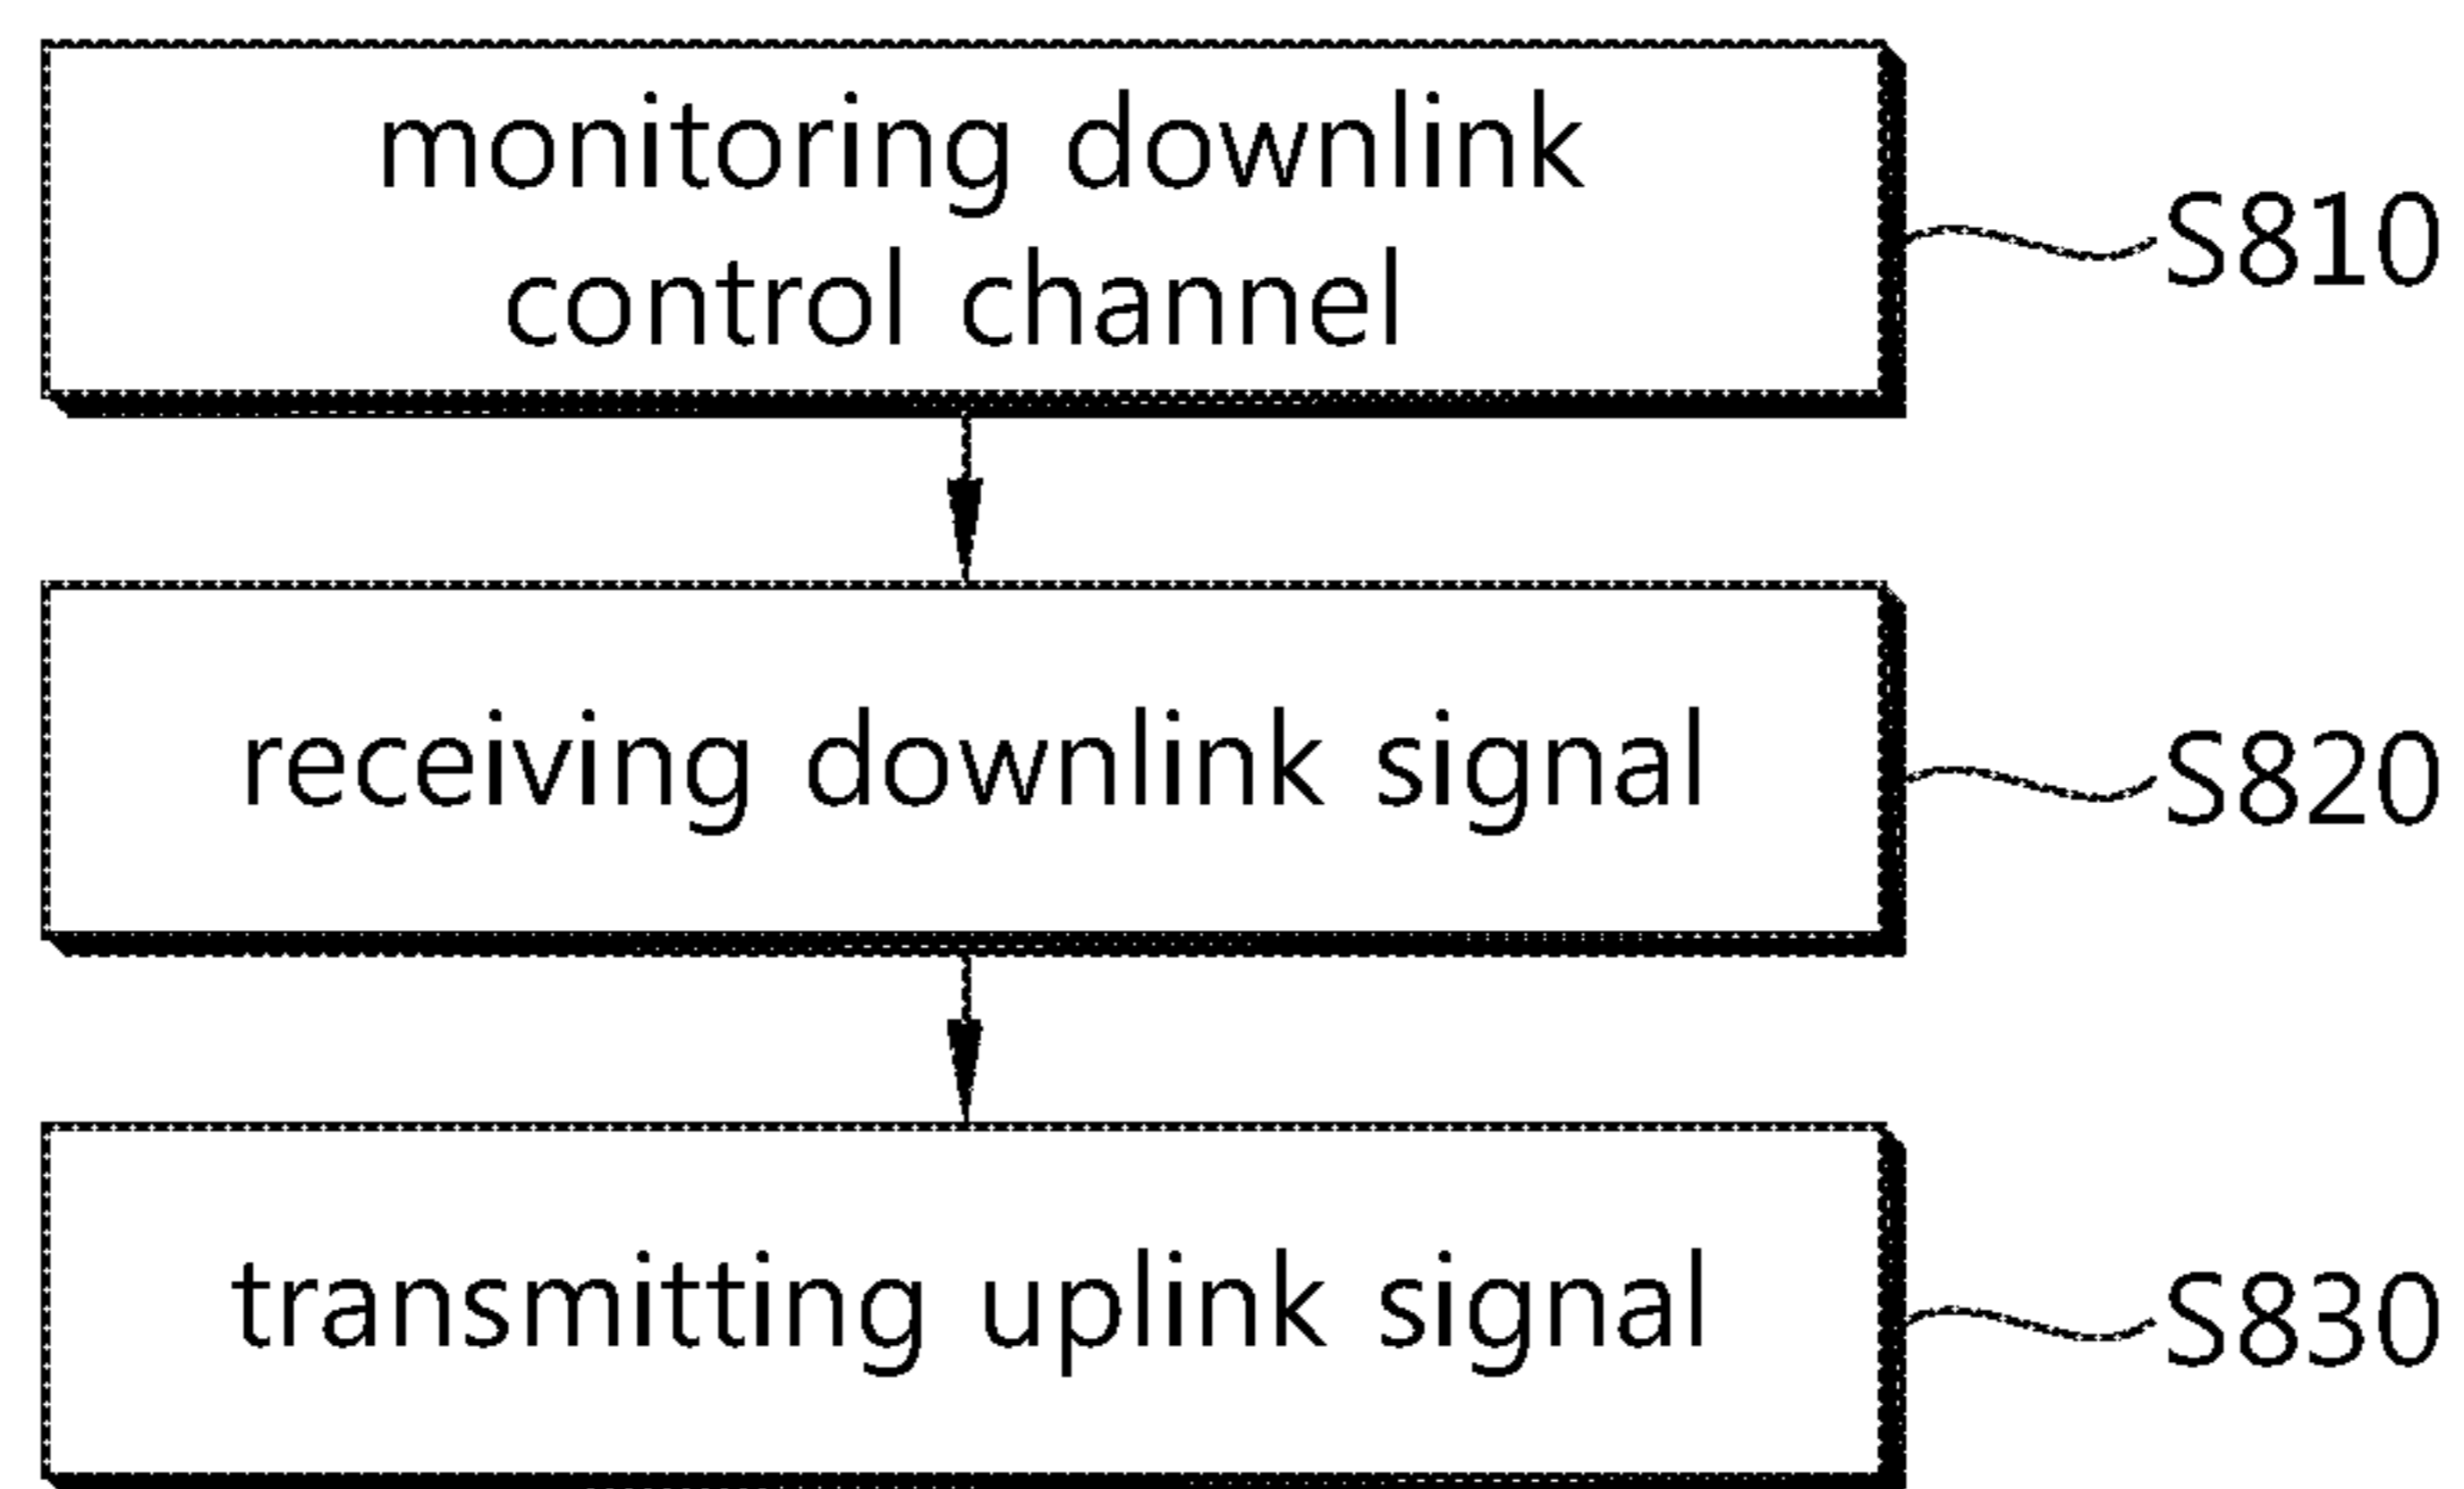 monitoring downlink
control channel
S810
receiving downlink signal
S820
transmitting uplink signal
S830